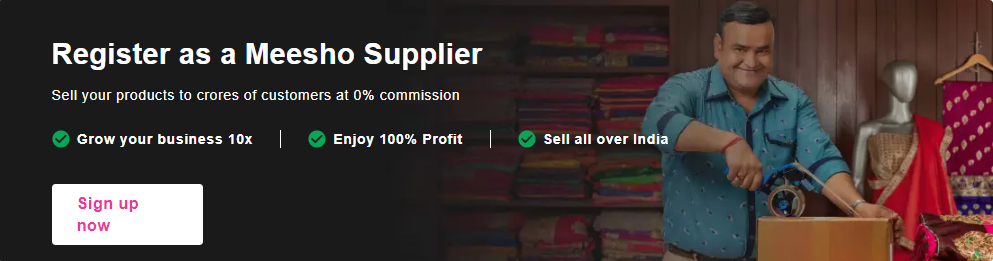 Register as a Meesho Supplier
Sell your products to crores of customers at 0% commission
Grow your business 10x
Enjoy 100% Profit
Sell all over India
Sign up
now